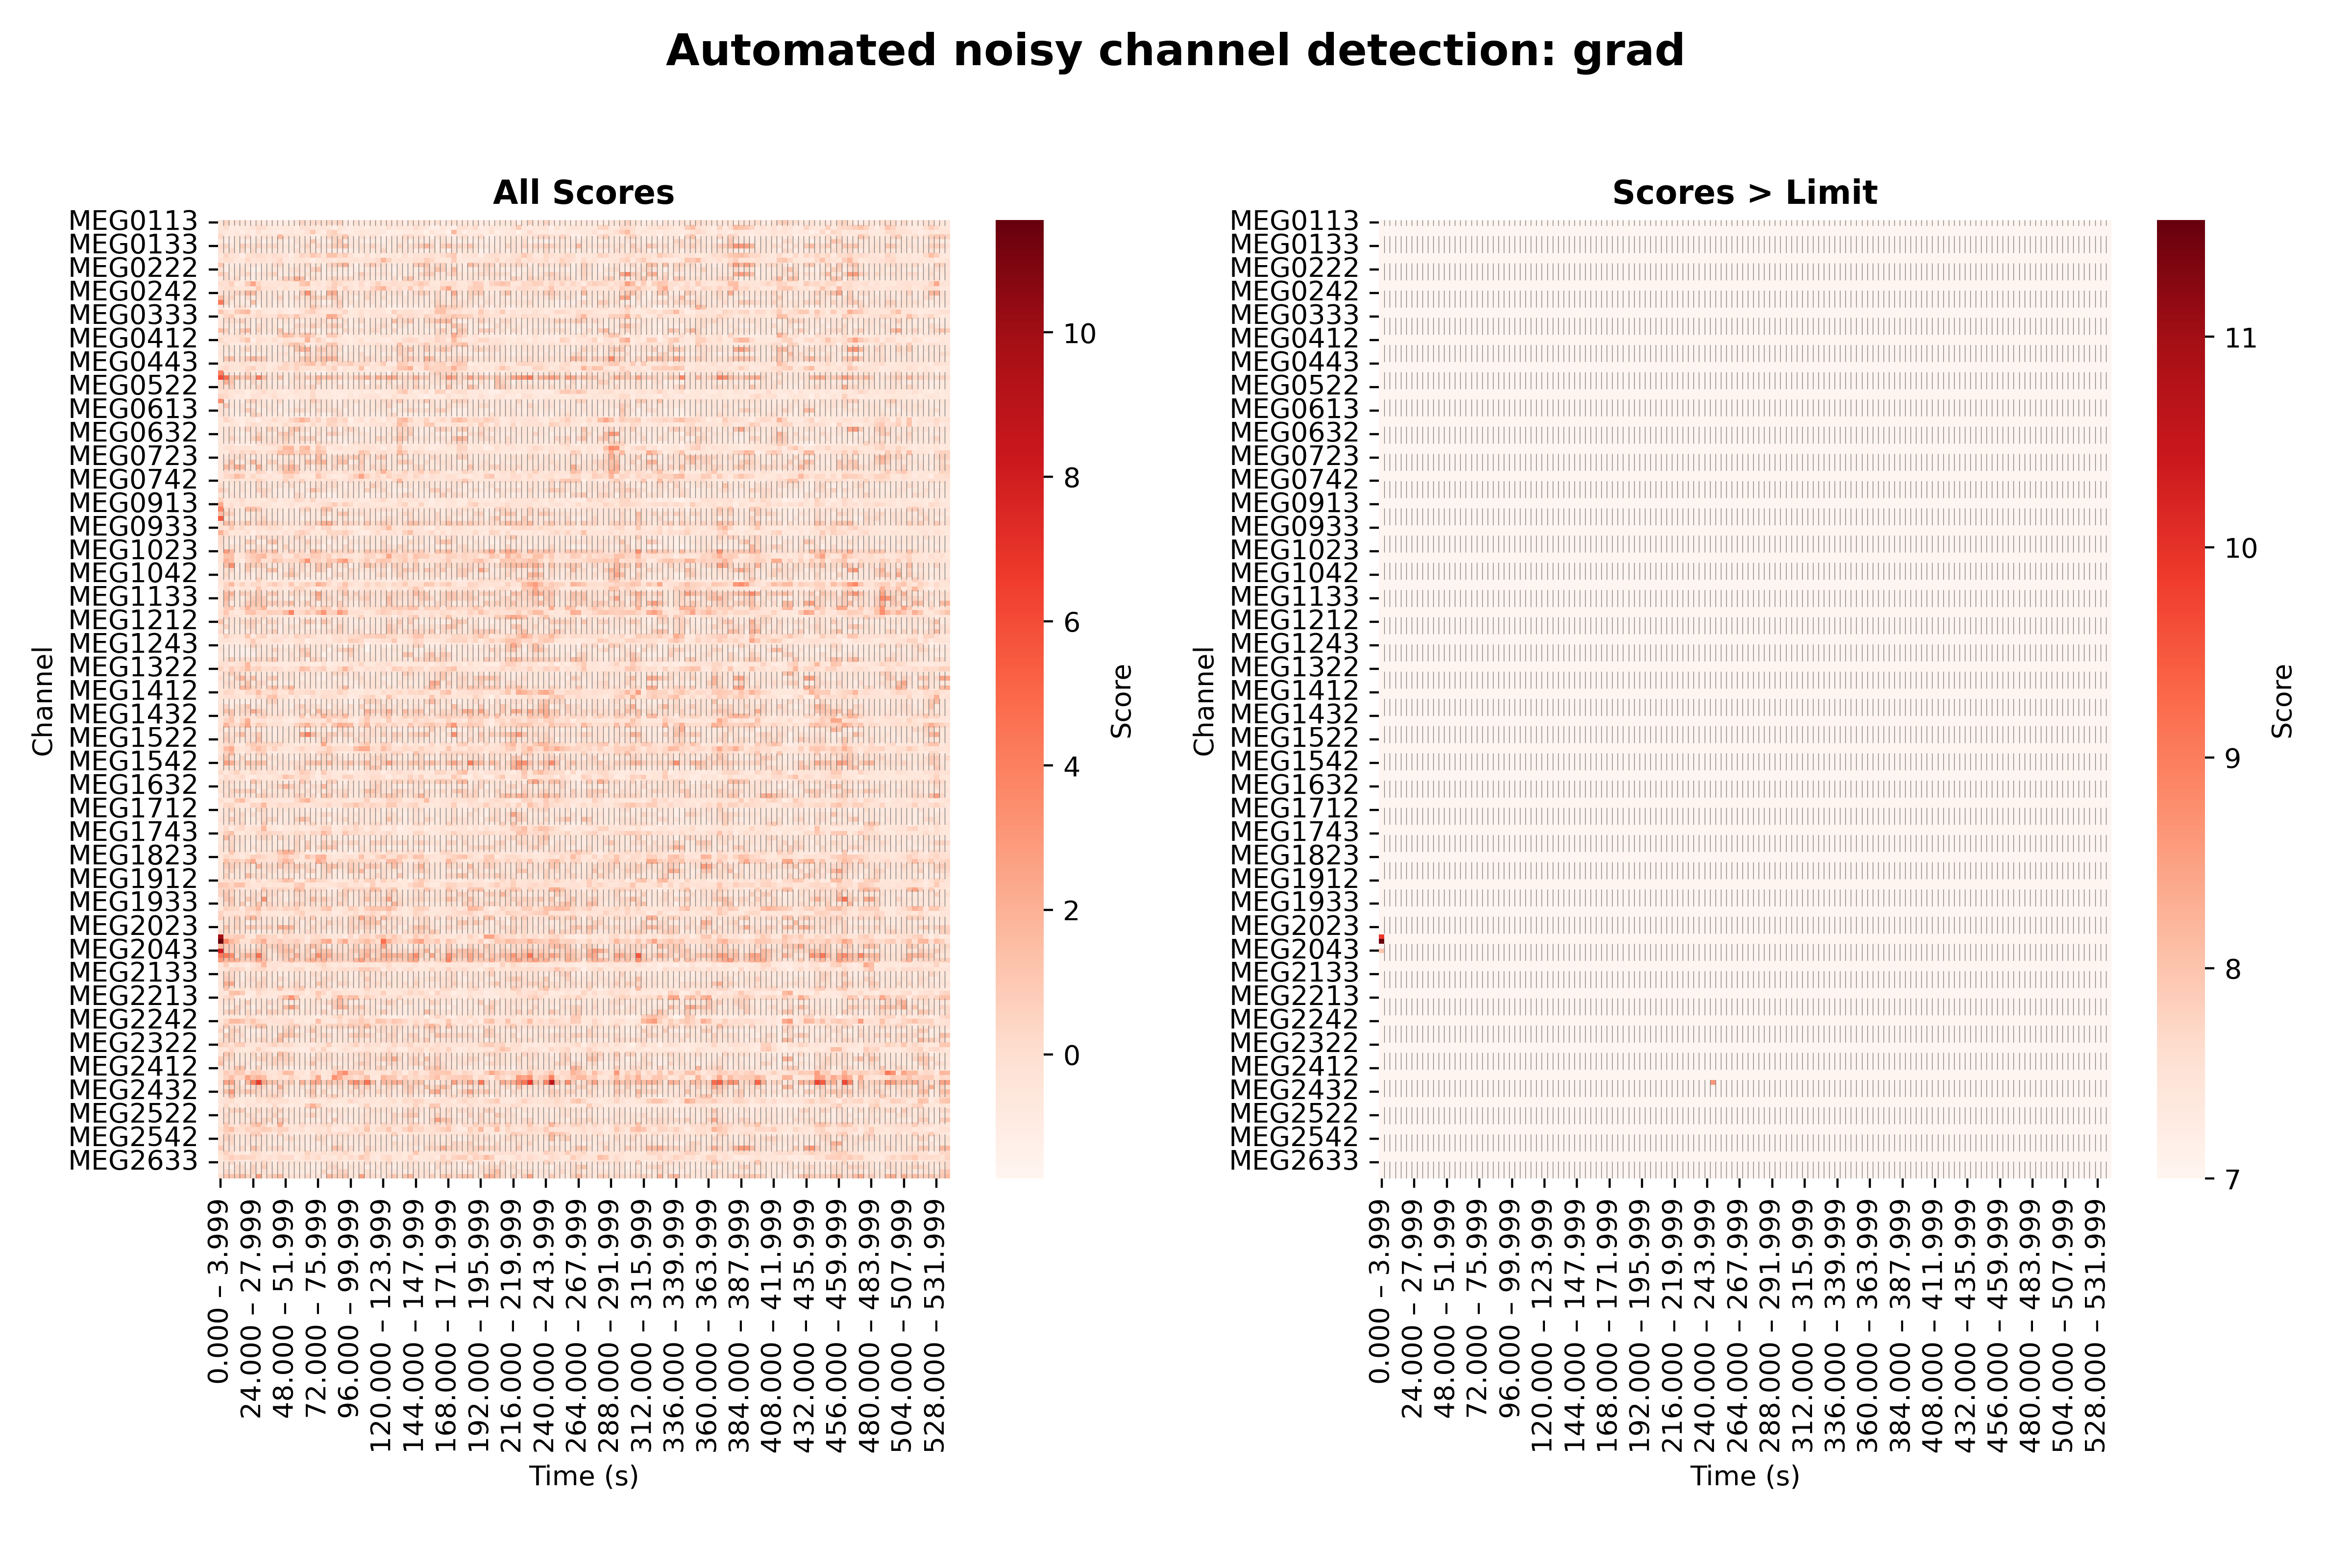 Automated noisy channel detection: grad
All Scores
MEG0113
MEG0133
MEG0222
MEG0242
MEG0333
MEG0412
MEG0443
MEG0522
MEG0613
MEG0632
MEG0723
MEG0742
MEG0913
MEG0933
MEG1023
MEG1042
MEG1133
MEG1212
MEG1243
MEG1322
MEG1412
MEG1432
MEG1522
MEG1542
MEG1632
MEG1712
MEG1743
MEG1823
MEG1912
MEG1933
MEG2023
MEG2043
MEG2133
MEG2213
MEG2242
MEG2322
MEG2412
MEG2432
MEG2522
MEG2542
MEG2633
Channel
0.000 – 3.999
24.000 – 27.999
48.000 – 51.999
72.000 – 75.999
96.000 – 99.999
120.000 – 123.999
144.000 – 147.999
168.000 – 171.999
192.000 – 195.999
216.000 – 219.999
240.000 – 243.999
264.000 – 267.999
288.000 – 291.999
312.000 – 315.999
336.000 – 339.999
360.000 – 363.999
384.000 – 387.999
408.000 – 411.999
432.000 – 435.999
456.000 – 459.999
480.000 – 483.999
504.000 – 507.999
528.000 – 531.999
Time (s)
10
8
6
4
2
0
Score
Scores > Limit
MEG0113
MEG0133
MEG0222
MEG0242
MEG0333
MEG0412
MEG0443
MEG0522
MEG0613
MEG0632
MEG0723
MEG0742
MEG0913
MEG0933
MEG1023
MEG1042
MEG1133
MEG1212
MEG1243
MEG1322
MEG1412
MEG1432
MEG1522
MEG1542
MEG1632
MEG1712
MEG1743
MEG1823
MEG1912
MEG1933
MEG2023
MEG2043
MEG2133
MEG2213
MEG2242
MEG2322
MEG2412
MEG2432
MEG2522
MEG2542
MEG2633
Channel
0.000 – 3.999
24.000 – 27.999
48.000 – 51.999
72.000 – 75.999
96.000 – 99.999
120.000 – 123.999
144.000 – 147.999
168.000 – 171.999
192.000 – 195.999
216.000 – 219.999
240.000 – 243.999
264.000 – 267.999
288.000 – 291.999
312.000 – 315.999
336.000 – 339.999
360.000 – 363.999
384.000 – 387.999
408.000 – 411.999
432.000 – 435.999
456.000 – 459.999
480.000 – 483.999
504.000 – 507.999
528.000 – 531.999
Time (s)
11
10
9
8
7
Score